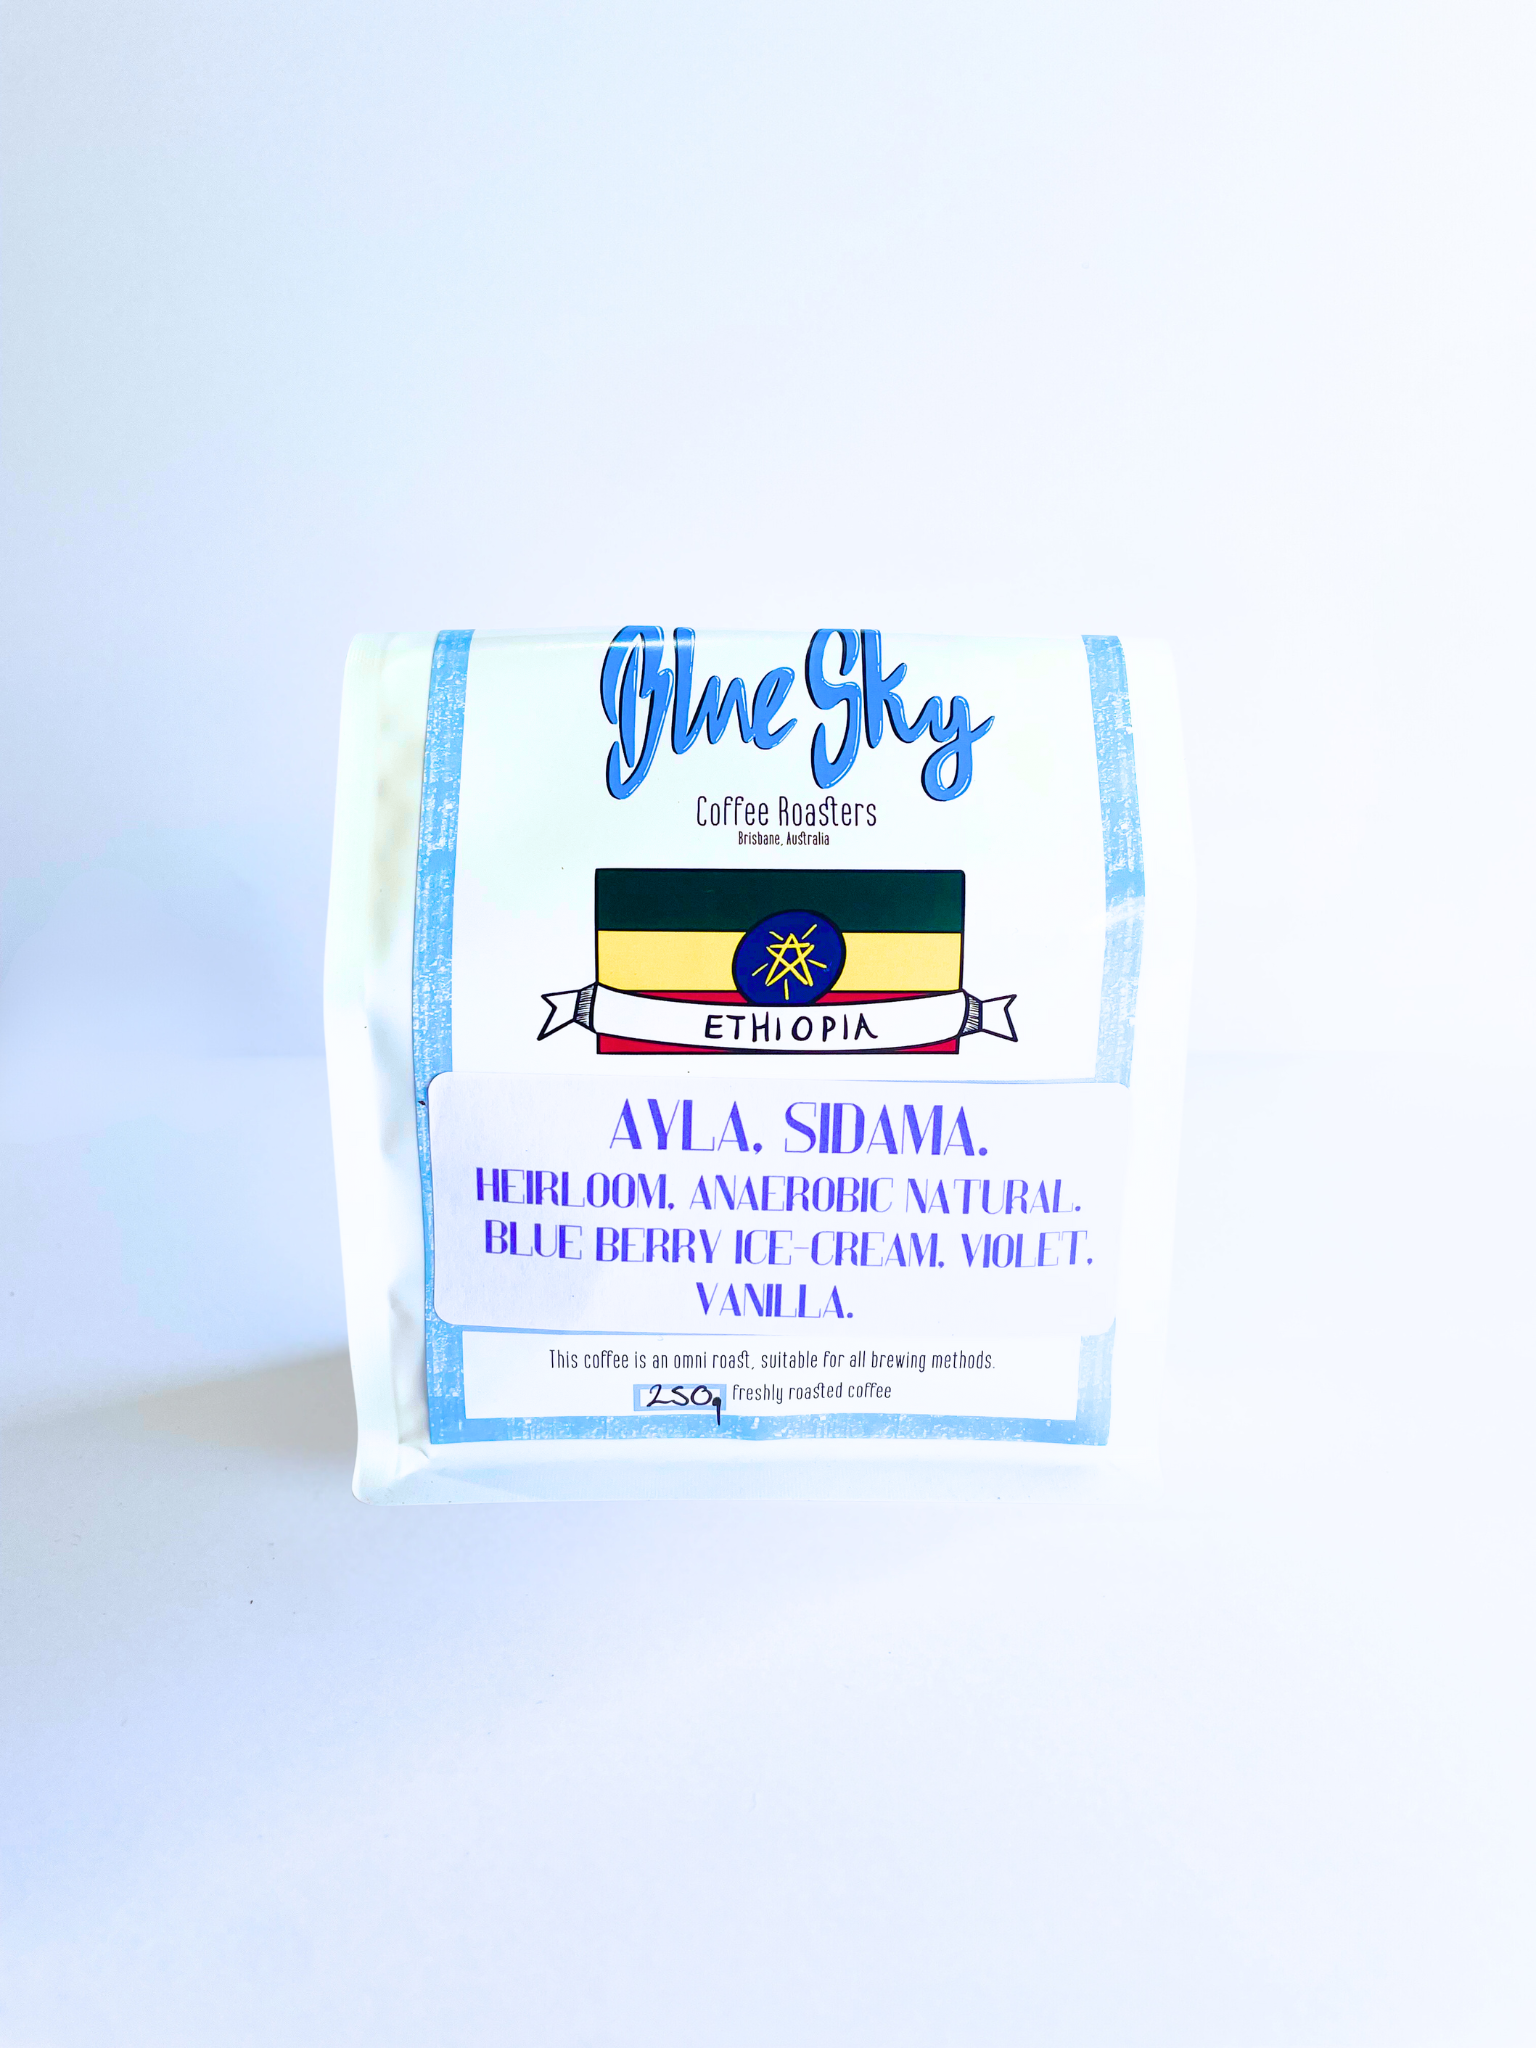 Blue Sky
Coffee Roasters
Brisbane, Australia
ETHIOPIA
AYLA, SIDAMA.
HEIRLOOM, ANAEROBIC NATURAL.
BLUE BERRY ICE-CREAM, VIOLET,
VANILLA.
This coffee is an omni roast, suitable for all brewing methods.
250g freshly roasted coffee